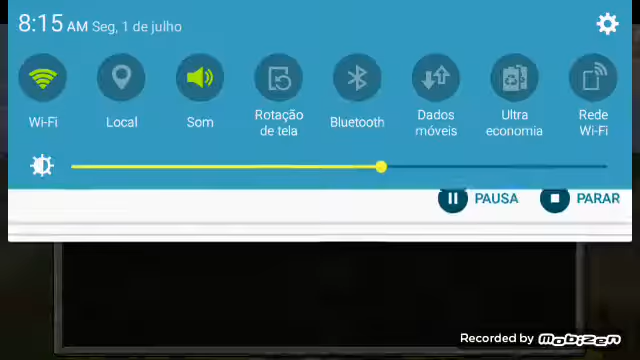 8:15 AM Seg, 1 de julho
Wi-Fi
Local
Som
Rotação
de tela
Bluetooth
Dados
móveis
Ultra
economia
Rede
Wi-Fi
PAUSA
PARAR
Recorded by Mobizen